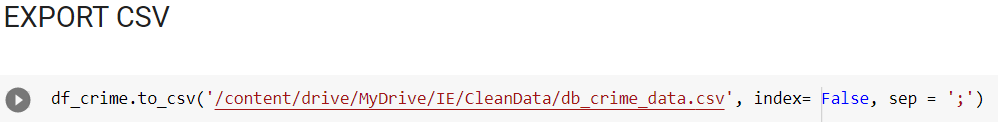 EXPORT CSV
df_crime.to_csv('/content/drive/MyDrive/IE/CleanData/db_crime_data.csv', index= False, sep = ';')